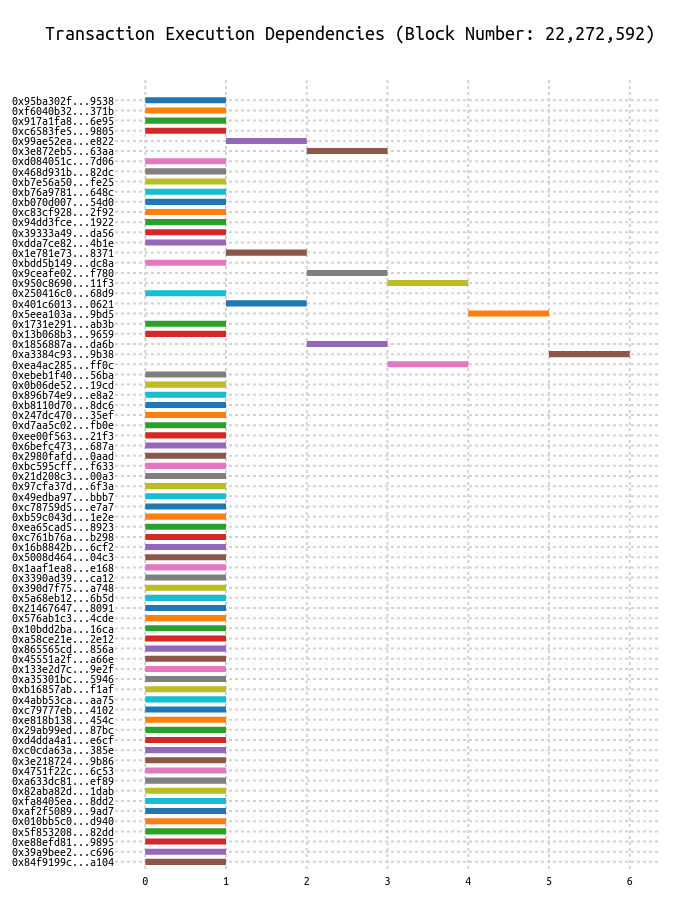 Transaction Execution Dependencies (Block Number: 22,272,592)
0x95ba302f...9538
0xf6040b32...371b
0x917a1fa8...6e95
0xc6583fe5...9805
0x99ae52ea...e822
0x3e872eb5...63aa
0xd084051c...7d06
0x468d931b...82dc
0xb7e56a50...fe25
0xb76a9781...648c
0xb070d007...54d0
0xc83cf928...2f92
0x94dd3fce...1922
0x39333a49...da56
0xdda7ce82...4b1e
0x1e781e73...8371
0xbdd5b149...dc8a
0x9ceafe02...f780
0x950c8690...11f3
0x250416c0...68d9
0x401c6013...0621
0x5eea103a...9bd5
0x1731e291...ab3b
0x13b068b3...9659
0x1856887a...da6b
0xa3384c93...9b38
0xea4ac285...ff0c
0xebeb1f40...56ba
0x0b06de52...19cd
0x896b74e9...e8a2
0xb8110d70...8dc6
0x247dc470...35ef
0xd7aa5c02...fb0e
0xee00f563...21f3
0x6befc473...687a
0x2980fafd...0aad
0xbc595cff...f633
0x21d208c3...00a3
0x97cfa37d...6f3a
0x49edba97...bbb7
0xc78759d5...e7a7
0xb59c043d...1e2e
0xea65cad5...8923
0xc761b76a...b298
0x16b8842b...6cf2
0x5008d464...04c3
0x1aaf1ea8...e168
0x3390ad39...ca12
0x390d7f75...a748
0x5a68eb12...6b5d
0x21467647...8091
0x576ab1c3...4cde
0x10bdd2ba...16ca
0xa58ce21e...2e12
0x865565cd...856a
0x45551a2f...a66e
0x133e2d7c...9e2f
0xa35301bc...5946
0xb16857ab...f1af
0x4abb53ca...aa75
0xc79777eb...4102
0xe818b138...454c
0x29ab99ed...87bc
0xd4dda4a1...e6cf
0xc0cda63a...385e
0x3e218724...9b86
0x4751f22c...6c53
0xa633dc81...ef89
0x82aba82d...1dab
0xfa8405ea...8dd2
0xaf2f5089...9ad7
0x010bb5c0...d940
0x5f853208...82dd
0xe88efd81...9895
0x39a9bee2...c696
0x84f9199c...a104
0 1 2 3 4 5 6